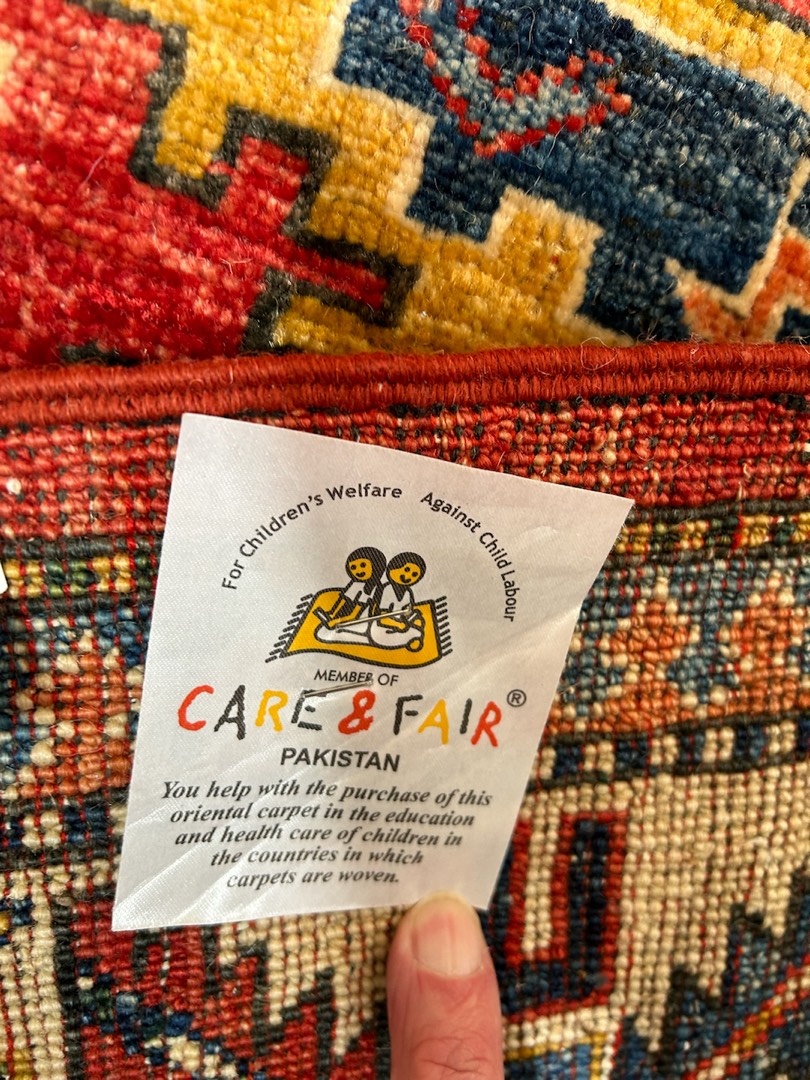 For Children's Welfare Against Child Labour
MEMBER OF
CARE & FAIR®
PAKISTAN
You help with the purchase of this
oriental carpet in the education
and health care of children in
the countries in which
carpets are woven.